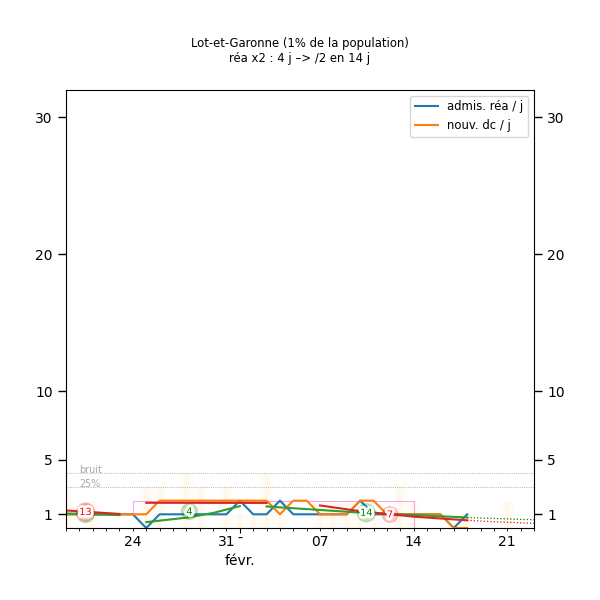 Lot-et-Garonne (1% de la population)
réa x2 : 4 j –> /2 en 14 j
admis. réa / j
nouv. dc / j
30 30
20 20
10 10
5 5
bruit
25%
13 4 14 7
1 1
24 31 - 07 14 21
févr.